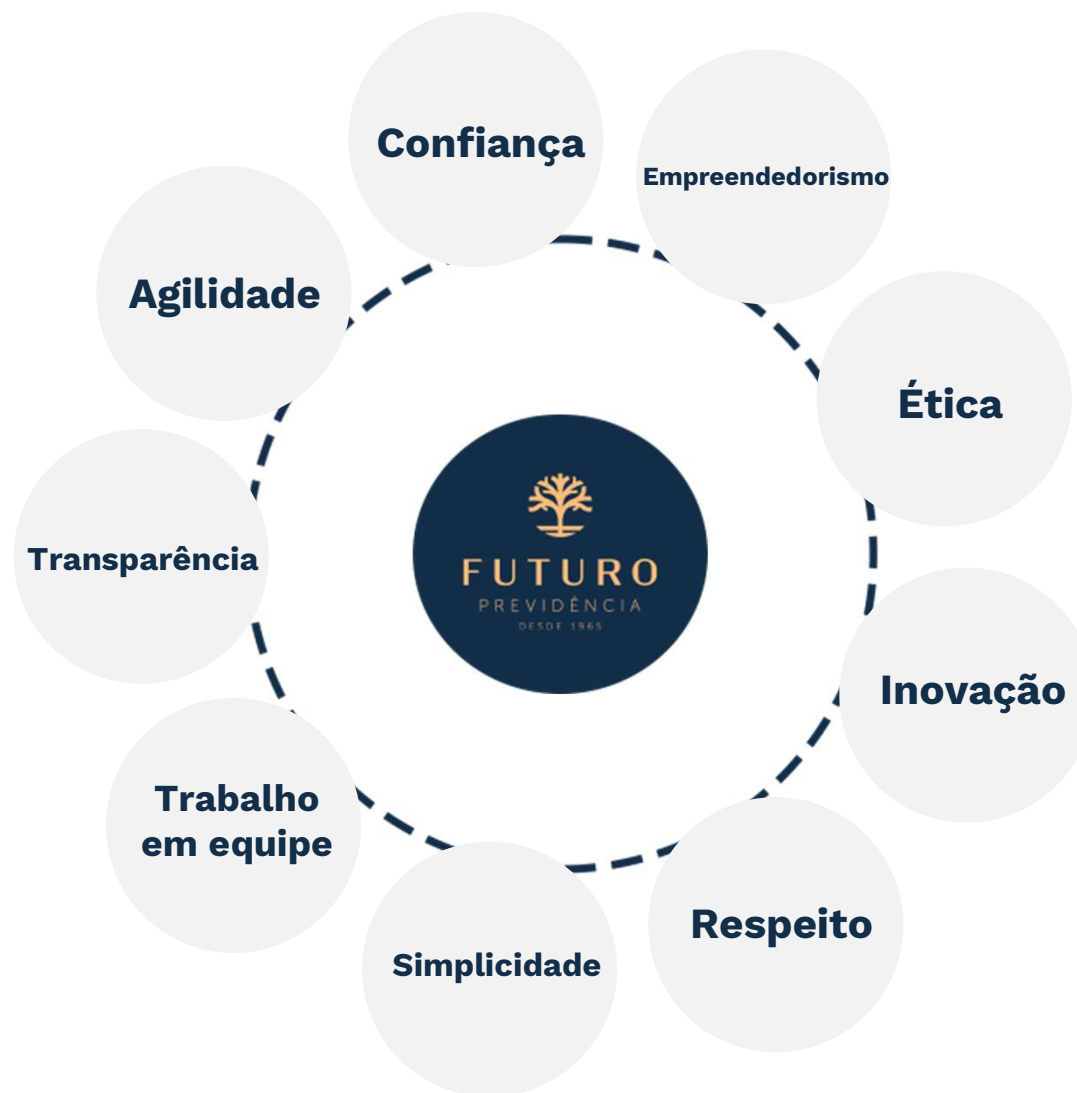 Confiança
Empreendedorismo
Agilidade
Ética
Transparência
FUTURO
PREVIDÊNCIA
DESDE 1965
Inovação
Trabalho
em equipe
Respeito
Simplicidade